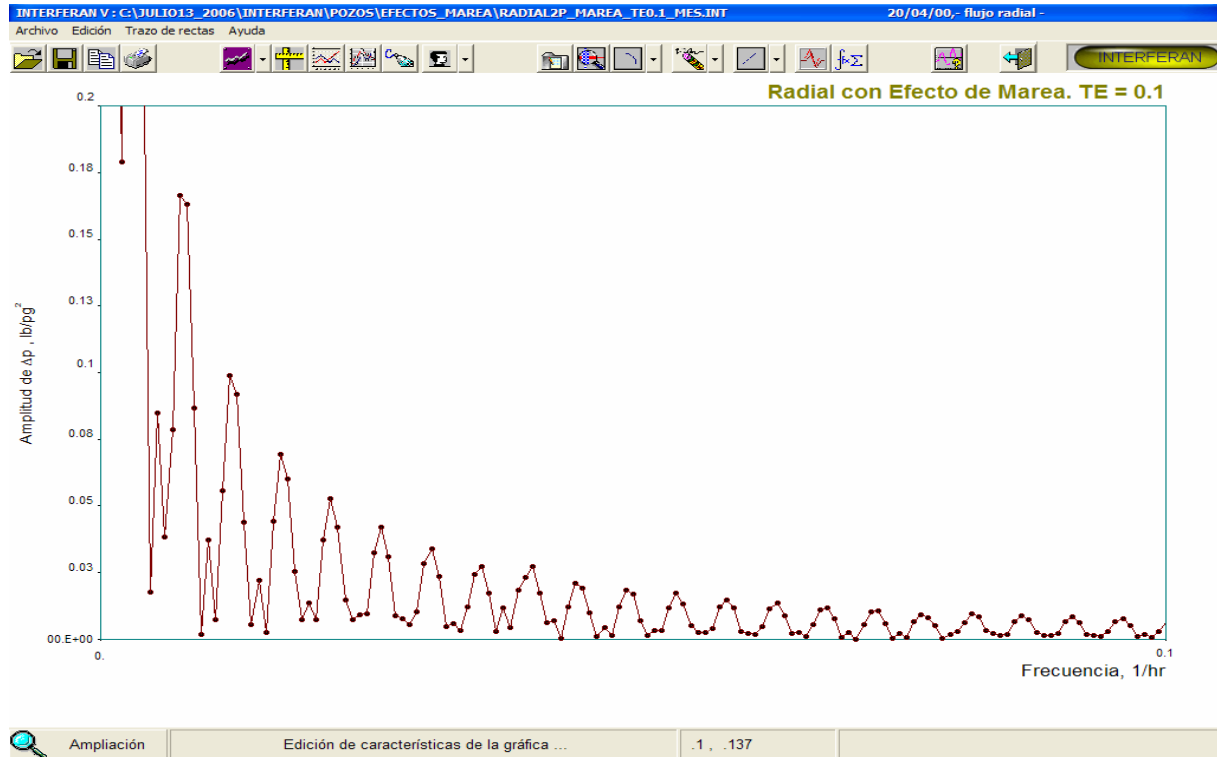 INTERFERAN V : C:\JULIO13_2006\INTERFERAN\POZOS\EFECTOS_MAREA\RADIAL2P_MAREA_TE0.1_MES.INT 20/04/00,- flujo radial -
Archivo Edición Trazo de rectas Ayuda
INTERFERAN
Radial con Efecto de Marea. TE = 0.1
0.2
0.18
0.15
0.13
0.1
0.08
0.05
0.03
00.E+00
Amplitud de Δp , lb/pg²
0.
0.1
Frecuencia, 1/hr
Ampliación Edición de características de la gráfica ... .1 , .137